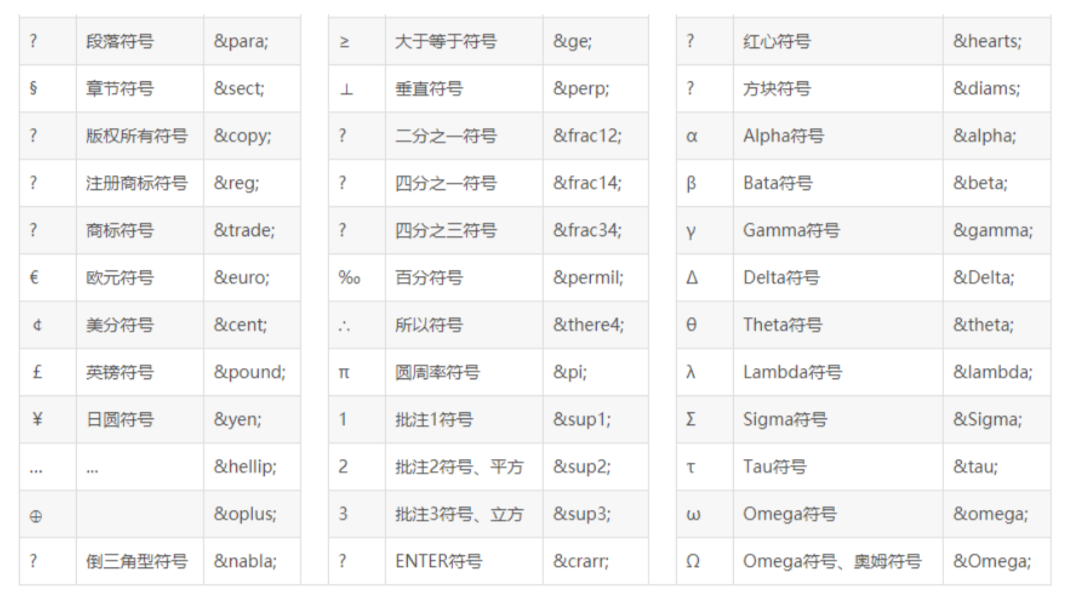 ? 段落符号 &para; ≥ 大于等于符号 &ge; ? 红心符号 &hearts;
§ 章节符号 &sect; ⊥ 垂直符号 &perp; ? 方块符号 &diams;
? 版权所有符号 &copy; ? 二分之一符号 &frac12; α Alpha符号 &alpha;
? 注册商标符号 &reg; ? 四分之一符号 &frac14; β Bata符号 &beta;
? 商标符号 &trade; ? 四分之三符号 &frac34; γ Gamma符号 &gamma;
€ 欧元符号 &euro; ‰ 百分符号 &permil; Δ Delta符号 &Delta;
¢ 美分符号 &cent; ∴ 所以符号 &there4; θ Theta符号 &theta;
£ 英镑符号 &pound; π 圆周率符号 &pi; λ Lambda符号 &lambda;
¥ 日圆符号 &yen; 1 批注1符号 &sup1; Σ Sigma符号 &Sigma;
... ... &hellip; 2 批注2符号、平方 &sup2; τ Tau符号 &tau;
⊕ &oplus; 3 批注3符号、立方 &sup3; ω Omega符号 &omega;
? 倒三角型符号 &nabla; ? ENTER符号 &crarr; Ω Omega符号、奥姆符号 &Omega;